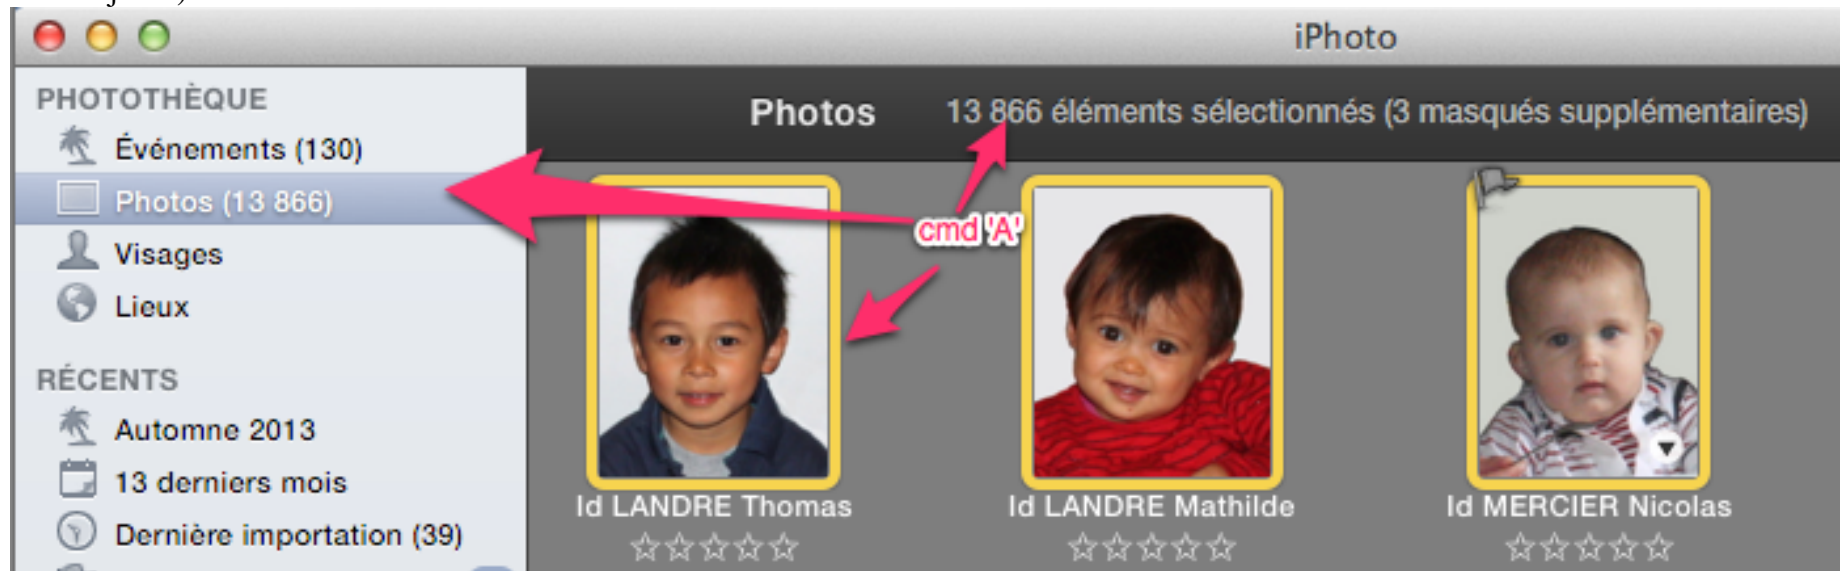 iPhoto
PHOTOTHÈQUE
Événements (130)
Photos (13 866)
Visages
Lieux
RÉCENTS
Automne 2013
13 derniers mois
Dernière importation (39)
Photos 13 866 éléments sélectionnés (3 masqués supplémentaires)
cmd 'A'
Id LANDRE Thomas
Id LANDRE Mathilde
Id MERCIER Nicolas